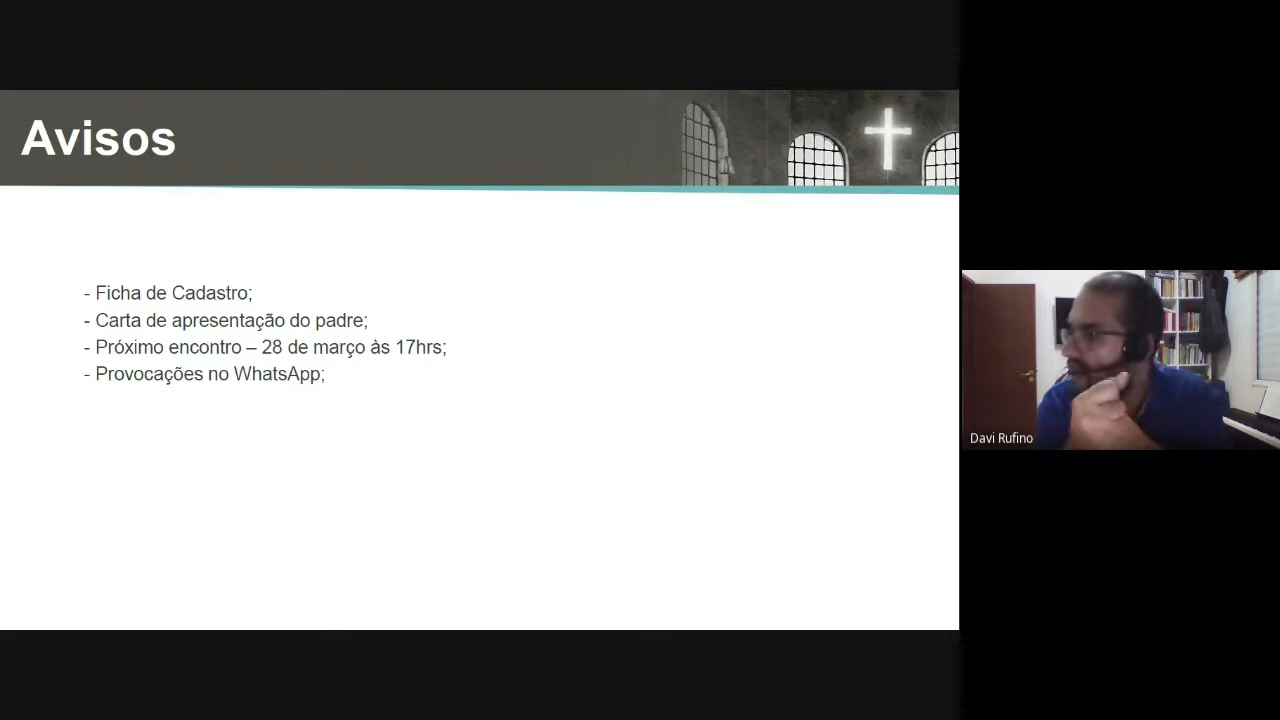 Avisos
- Ficha de Cadastro;
- Carta de apresentação do padre;
- Próximo encontro – 28 de março às 17hrs;
- Provocações no WhatsApp;
Davi Rufino